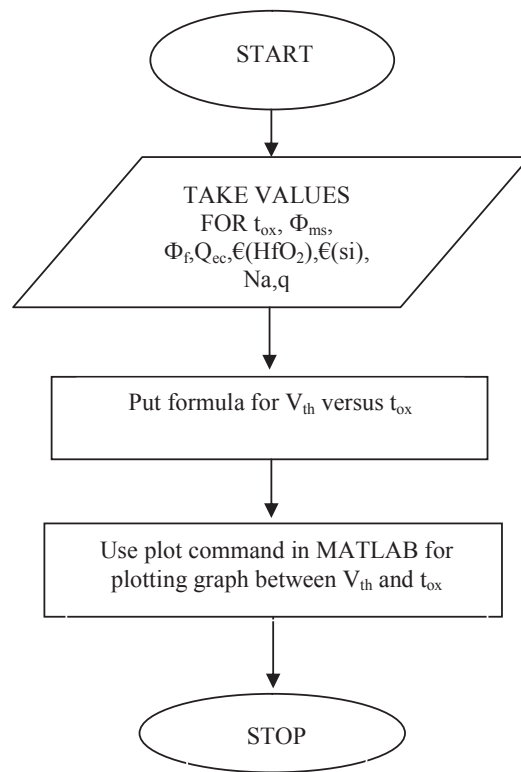 START
TAKE VALUES
FOR tox, Φms,
Φf,Qec,€(HfO2),€(si),
Na,q
Put formula for Vth versus tox
Use plot command in MATLAB for
plotting graph between Vth and tox
STOP